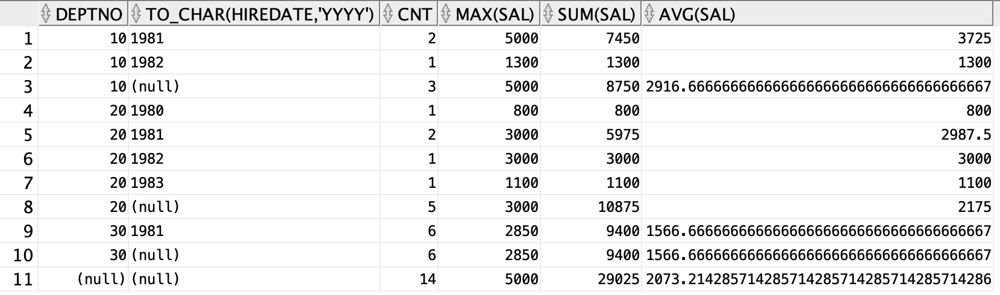 DEPTNO TO_CHAR(HIREDATE,'YYYY') CNT MAX(SAL) SUM(SAL) AVG(SAL)
1 10 1981 2 5000 7450 3725
2 10 1982 1 1300 1300 1300
3 10 (null) 3 5000 8750 2916.666666666666666666666666666666666667
4 20 1980 1 800 800 800
5 20 1981 2 3000 5975 2987.5
6 20 1982 1 3000 3000 3000
7 20 1983 1 1100 1100 1100
8 20 (null) 5 3000 10875 2175
9 30 1981 6 2850 9400 1566.666666666666666666666666666666666667
10 30 (null) 6 2850 9400 1566.666666666666666666666666666666666667
11 (null) (null) 14 5000 29025 2073.214285714285714285714285714285714286